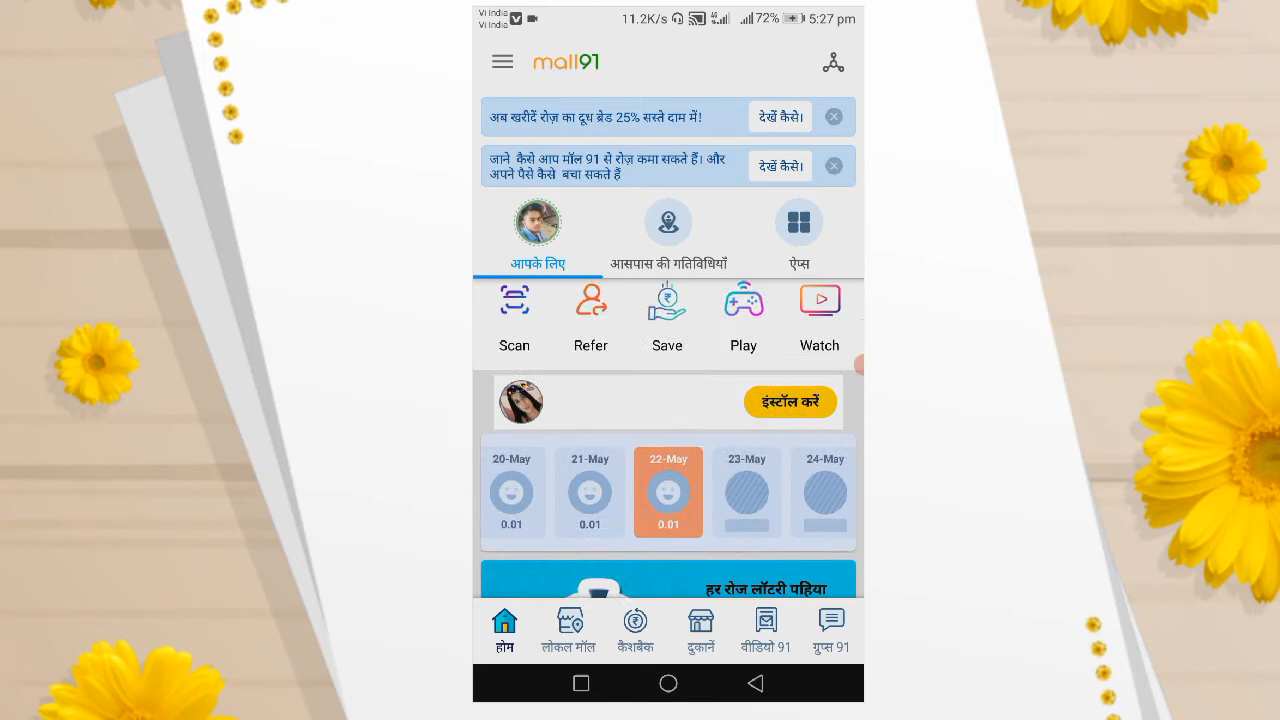 Vi India
Vi India
11.2K/s 4G 72% 5:27 pm
mall91
अब खरीदें रोज़ का दूध ब्रेड 25% सस्ते दाम में!
देखें कैसे।
जाने कैसे आप मॉल 91 से रोज़ कमा सकते हैं। और
अपने पैसे कैसे बचा सकते हैं
देखें कैसे।
आपके लिए
आसपास की गतिविधियाँ
ऐप्स
Scan
Refer
Save
Play
Watch
इंस्टॉल करें
20-May
21-May
22-May
23-May
24-May
0.01
0.01
0.01
हर रोज लॉटरी पहिया
होम
लोकल मॉल
कैशबैक
दुकानें
वीडियो 91
ग्रुप्स 91